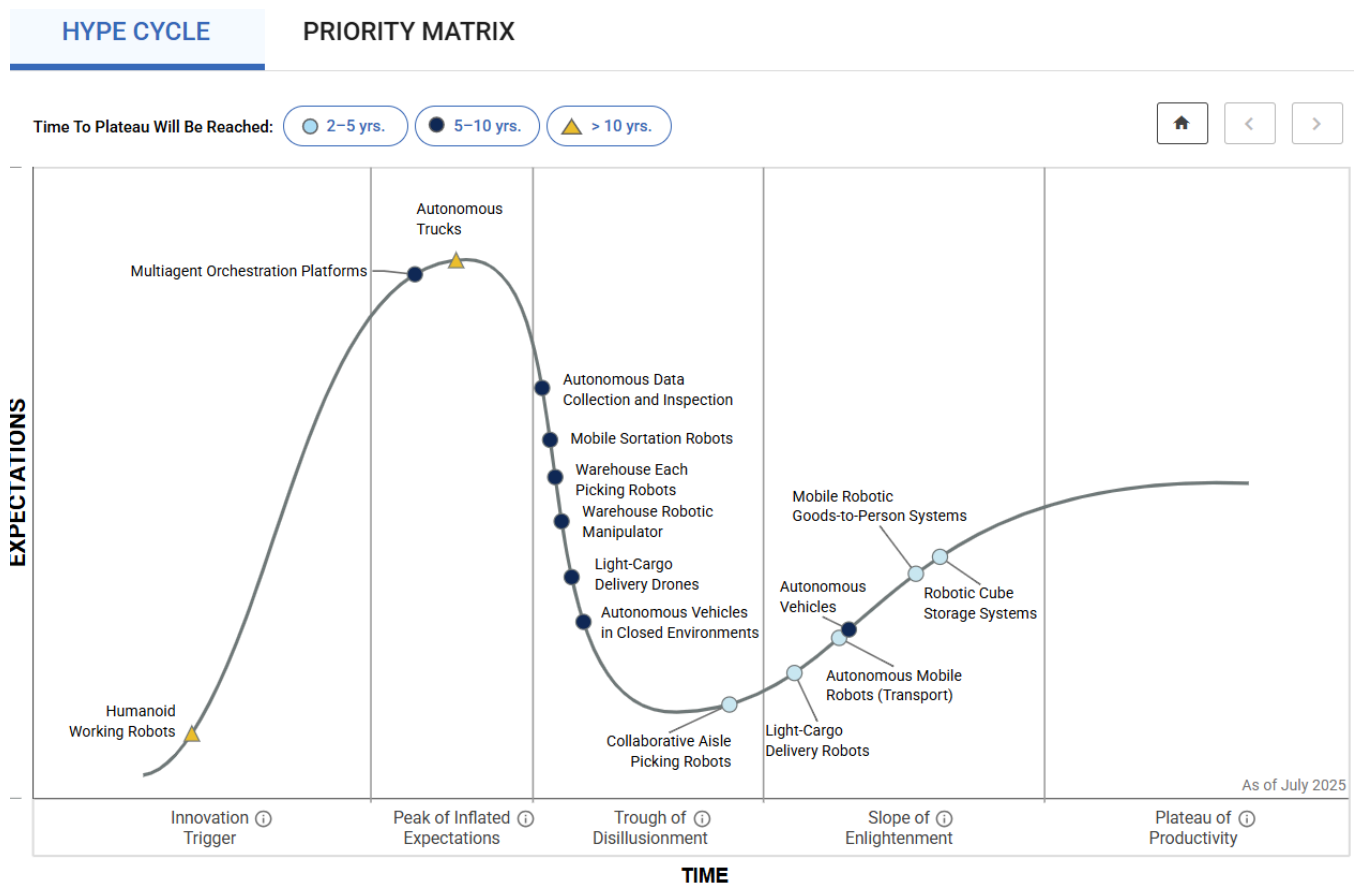 HYPE CYCLE
PRIORITY MATRIX
Time To Plateau Will Be Reached:
2–5 yrs.
5–10 yrs.
> 10 yrs.
Autonomous
Trucks
Multiagent Orchestration Platforms
Autonomous Data
Collection and Inspection
Mobile Sortation Robots
Warehouse Each
Picking Robots
Warehouse Robotic
Manipulator
Light-Cargo
Delivery Drones
Autonomous Vehicles
in Closed Environments
Mobile Robotic
Goods-to-Person Systems
Autonomous
Vehicles
Robotic Cube
Storage Systems
Autonomous Mobile
Robots (Transport)
Humanoid
Working Robots
Collaborative Aisle
Picking Robots
Light-Cargo
Delivery Robots
EXPECTATIONS
As of July 2025
Innovation
Trigger
Peak of Inflated
Expectations
Trough of
Disillusionment
Slope of
Enlightenment
Plateau of
Productivity
TIME